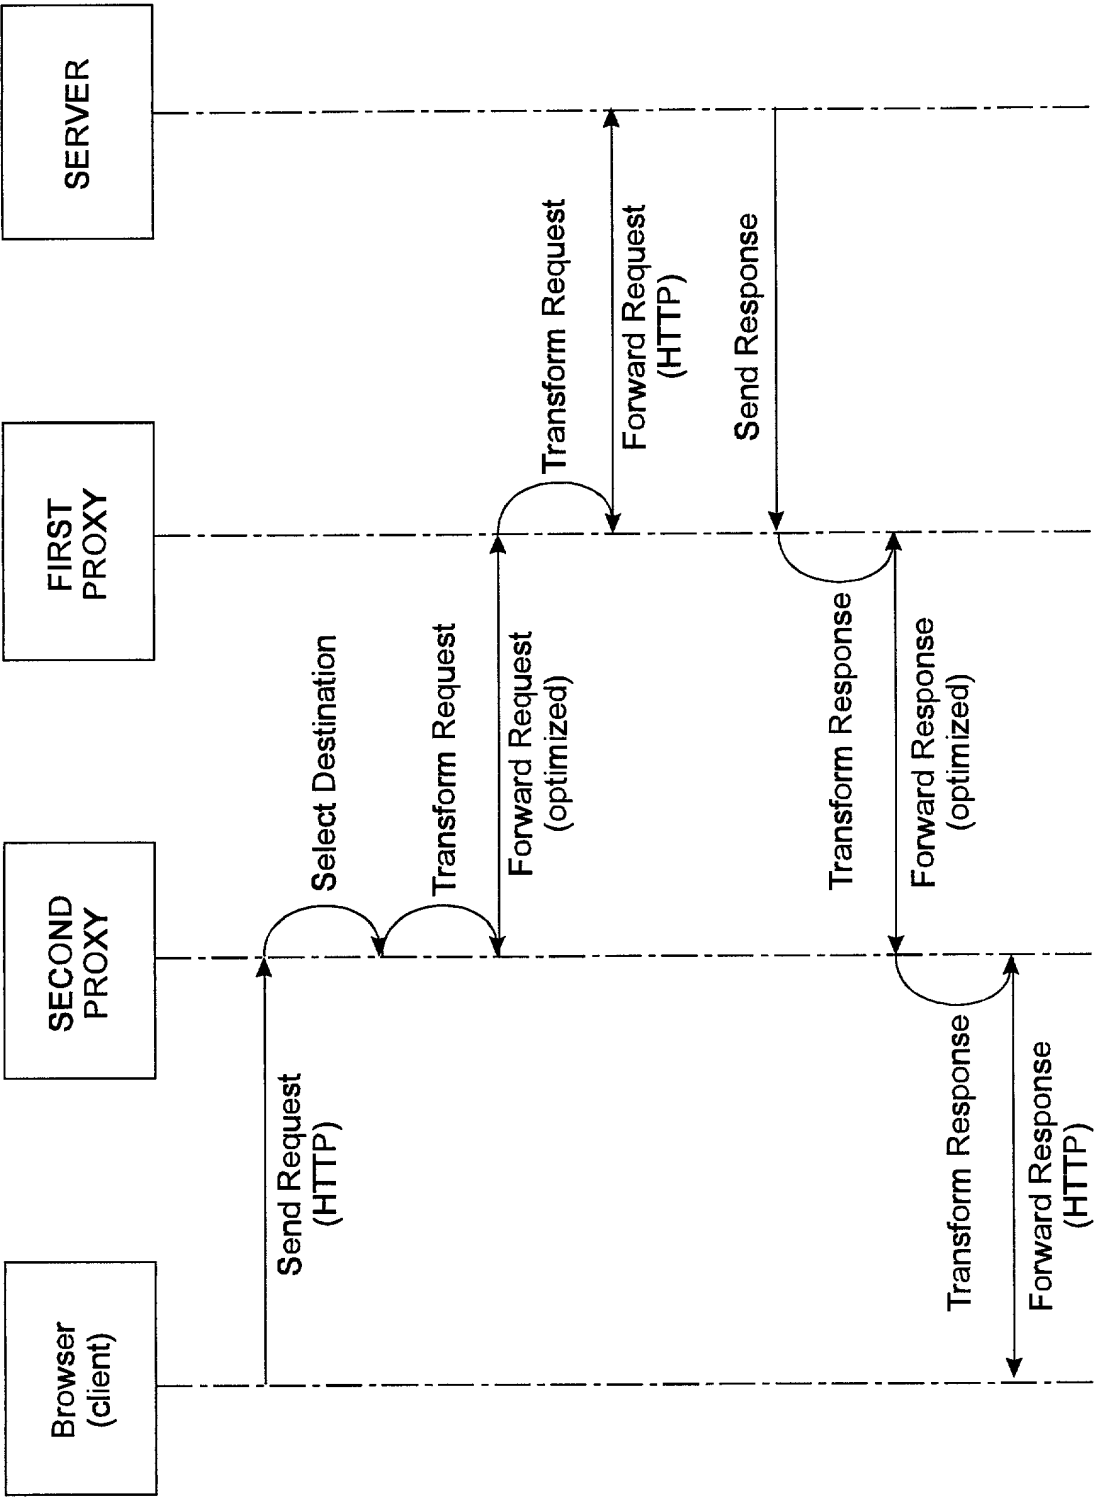 Browser
(client)
SECOND
PROXY
FIRST
PROXY
SERVER
Send Request
(HTTP)
Select Destination
Transform Request
Forward Request
(optimized)
Transform Request
Forward Request
(HTTP)
Send Response
Transform Response
Forward Response
(optimized)
Transform Response
Forward Response
(HTTP)